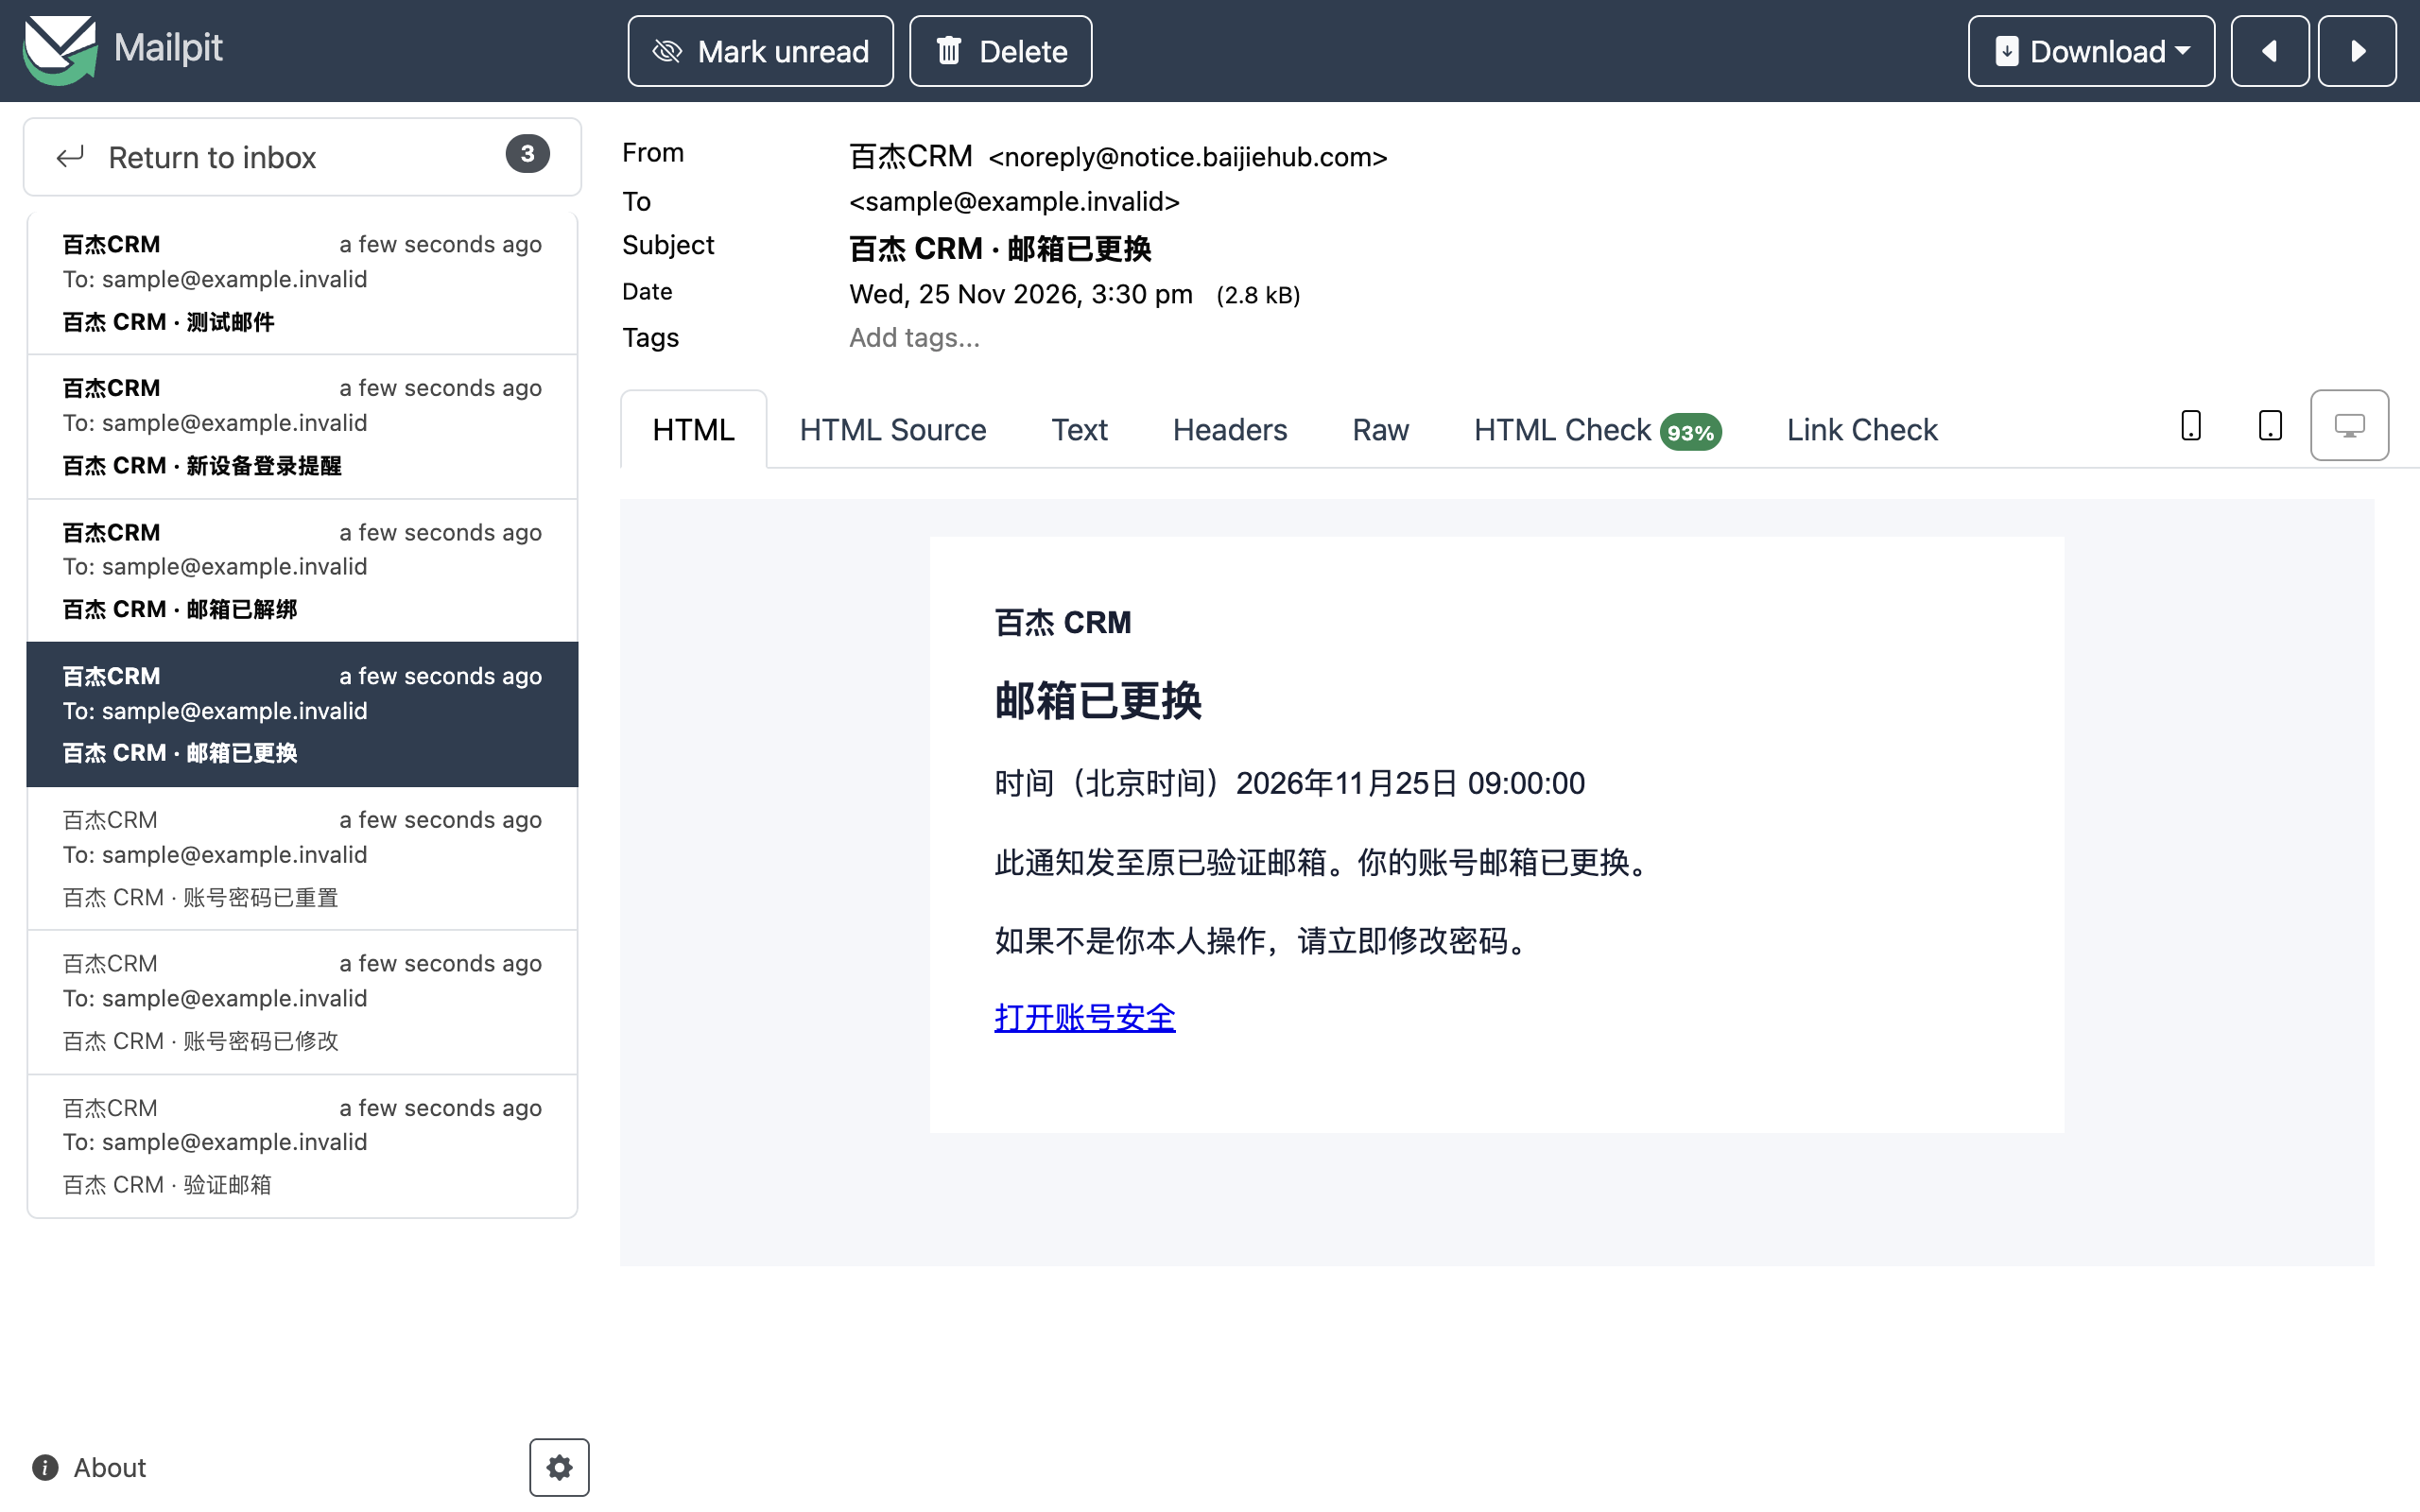 Mailpit
Mark unread
Delete
Download
Return to inbox
3
百杰CRM a few seconds ago
To: sample@example.invalid
百杰 CRM · 测试邮件
百杰CRM a few seconds ago
To: sample@example.invalid
百杰 CRM · 新设备登录提醒
百杰CRM a few seconds ago
To: sample@example.invalid
百杰 CRM · 邮箱已解绑
百杰CRM a few seconds ago
To: sample@example.invalid
百杰 CRM · 邮箱已更换
百杰CRM a few seconds ago
To: sample@example.invalid
百杰 CRM · 账号密码已重置
百杰CRM a few seconds ago
To: sample@example.invalid
百杰 CRM · 账号密码已修改
百杰CRM a few seconds ago
To: sample@example.invalid
百杰 CRM · 验证邮箱
About
From 百杰CRM <noreply@notice.baijiehub.com>
To <sample@example.invalid>
Subject 百杰 CRM · 邮箱已更换
Date Wed, 25 Nov 2026, 3:30 pm (2.8 kB)
Tags Add tags...
HTML HTML Source Text Headers Raw HTML Check 93% Link Check
百杰 CRM
邮箱已更换
时间（北京时间）2026年11月25日 09:00:00
此通知发至原已验证邮箱。你的账号邮箱已更换。
如果不是你本人操作，请立即修改密码。
打开账号安全